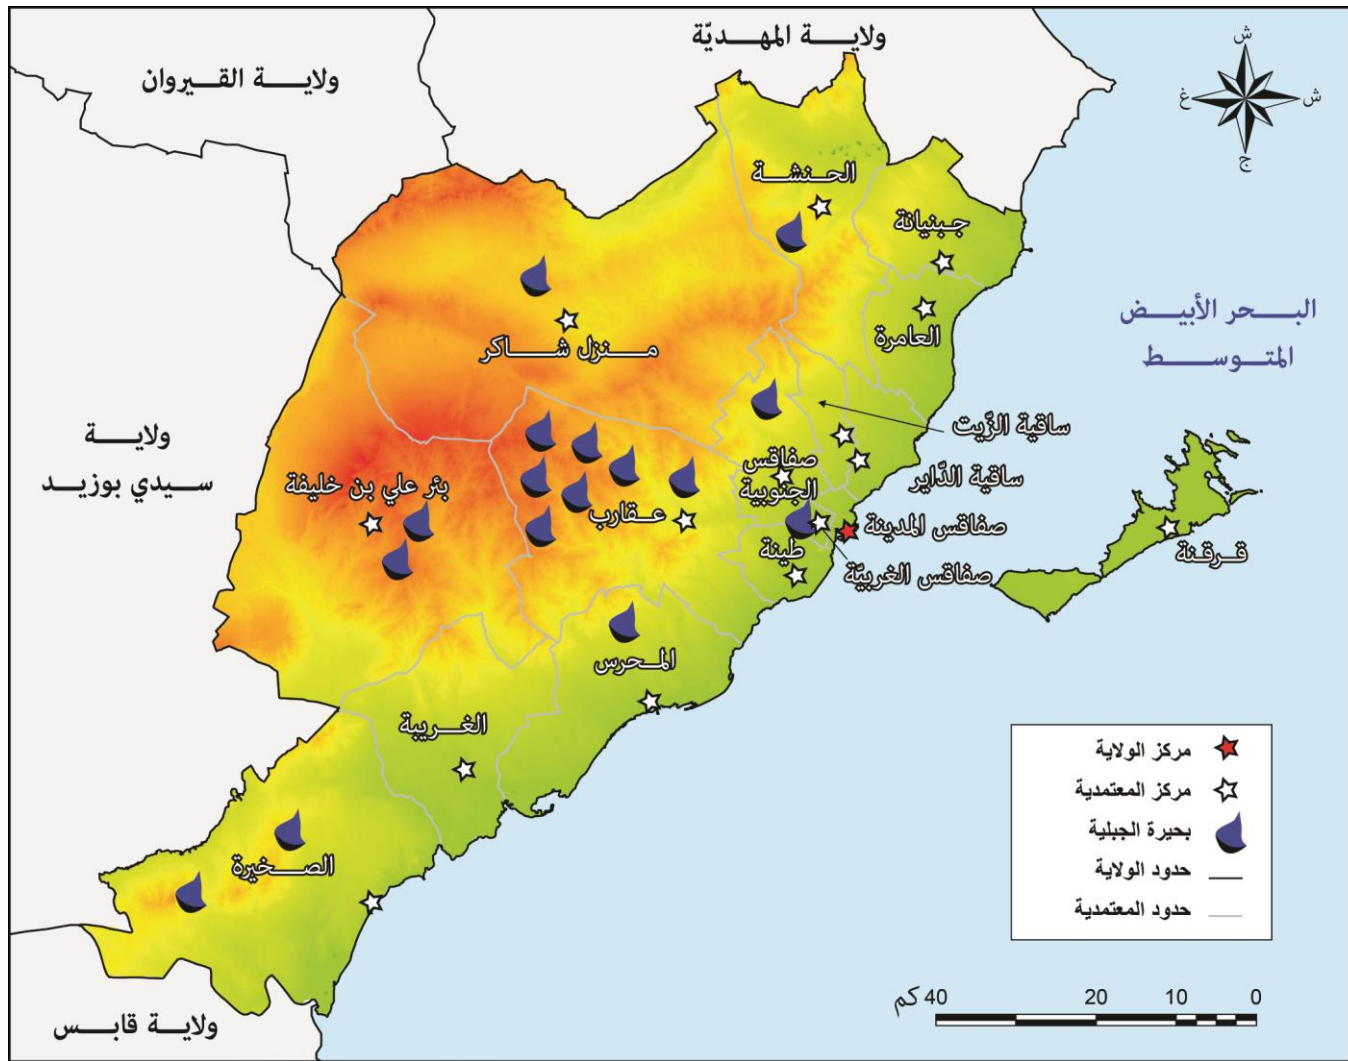 ولاية المهديّة
ولاية القيروان
ش
غ
ش
ج
الحنشة
جبنيانة
العامرة
البحر الأبيض
المتوسط
منزل شاكر
ولاية
سيدي بوزيد
ساقية الزّيت
صفاقس
الجنوبية
ساقية الدّاير
بئر علي بن خليفة
عقارب
صفاقس المدينة
قرقنة
طينة
صفاقس الغربيّة
المحرس
الغريبة
الصخيرة
مركز الولاية
مركز المعتمدية
بحيرة الجبلية
حدود الولاية
حدود المعتمدية
ولاية قابس
0 10 20 40 كم